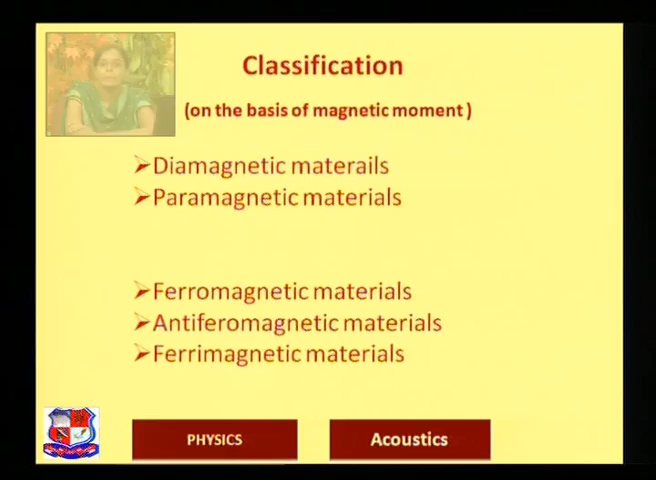 Classification
(on the basis of magnetic moment )
➢Diamagnetic materails
➢Paramagnetic materials
➢Ferromagnetic materials
➢Antiferomagnetic materials
➢Ferrimagnetic materials
PHYSICS
Acoustics